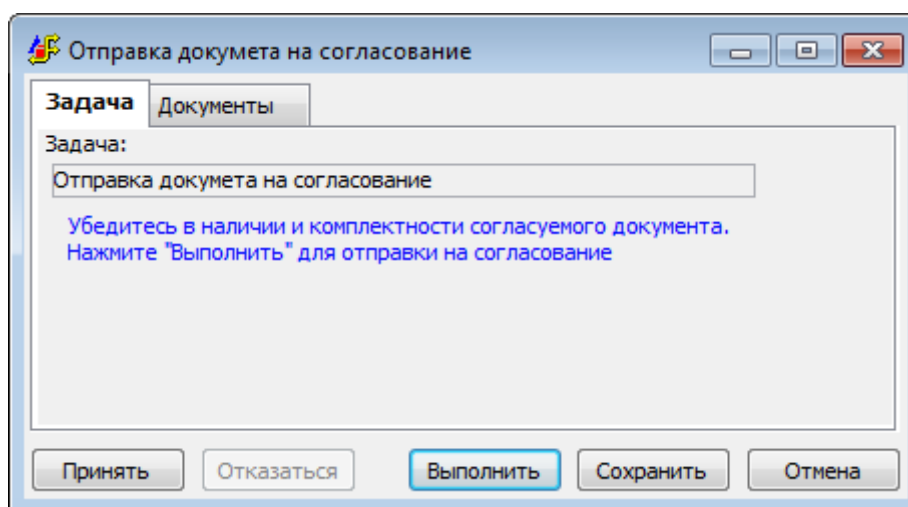 Отправка докумета на согласование
Задача
Документы
Задача:
Отправка докумета на согласование
Убедитесь в наличии и комплектности согласуемого документа.
Нажмите "Выполнить" для отправки на согласование
Принять
Отказаться
Выполнить
Сохранить
Отмена